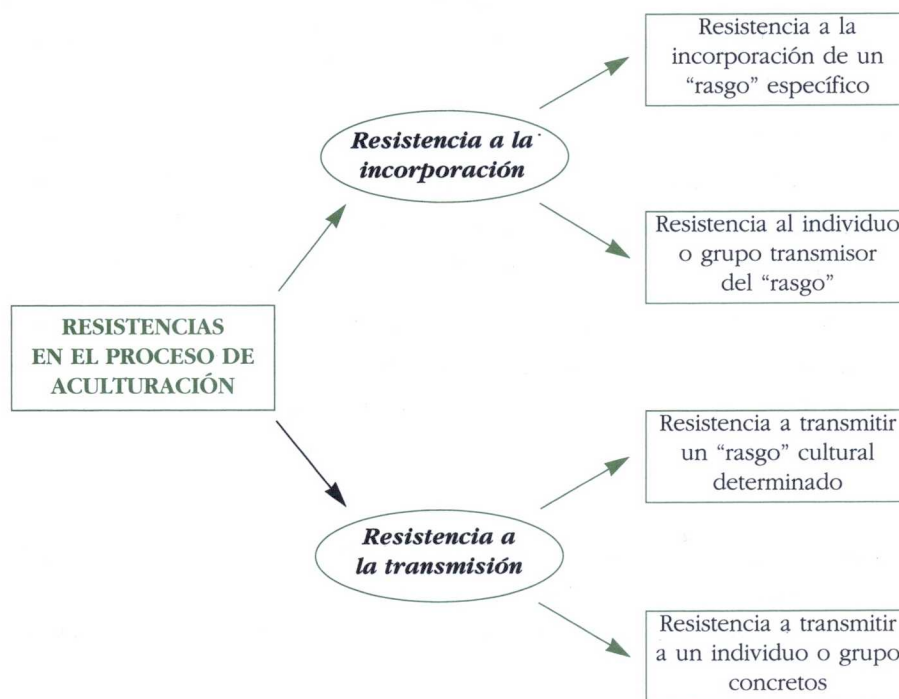 Resistencia a la
incorporación de un
“rasgo” específico
Resistencia a la
incorporación
Resistencia al individuo
o grupo transmisor
del “rasgo”
RESISTENCIAS
EN EL PROCESO DE
ACULTURACIÓN
Resistencia a transmitir
un “rasgo” cultural
determinado
Resistencia a
la transmisión
Resistencia a transmitir
a un individuo o grupo
concretos